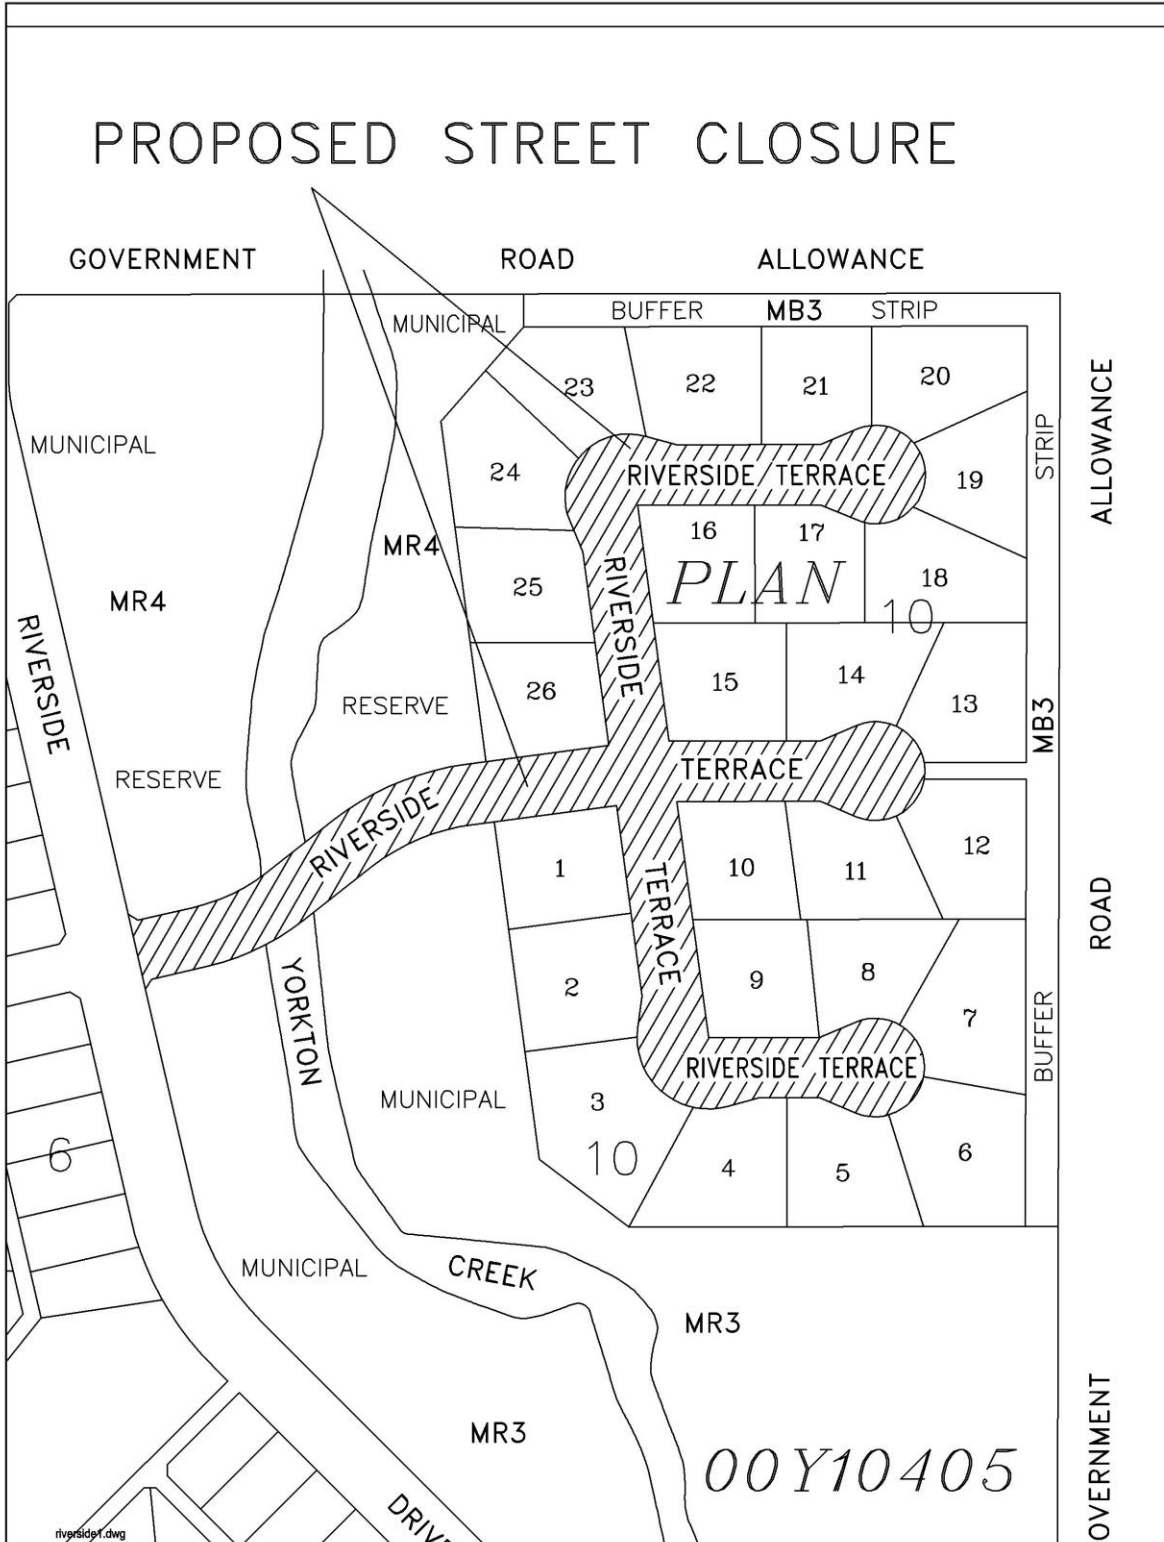 PROPOSED STREET CLOSURE
GOVERNMENT ROAD ALLOWANCE
BUFFER MB3 STRIP
MUNICIPAL
23 22 21 20
ALLOWANCE
STRIP
MUNICIPAL
24
RIVERSIDE TERRACE
19
16 17
MR4
PLAN
18
25
10
MR4
RIVERSIDE
RIVERSIDE
15 14
26
13
RESERVE
MB3
RESERVE
TERRACE
RIVERSIDE
1
10 11 12
TERRACE
ROAD
2
9 8
7
YORKTON
BUFFER
RIVERSIDE TERRACE
MUNICIPAL
3
6
10
4 5 6
MUNICIPAL
CREEK
MR3
MR3
00Y10405
riverside1.dwg